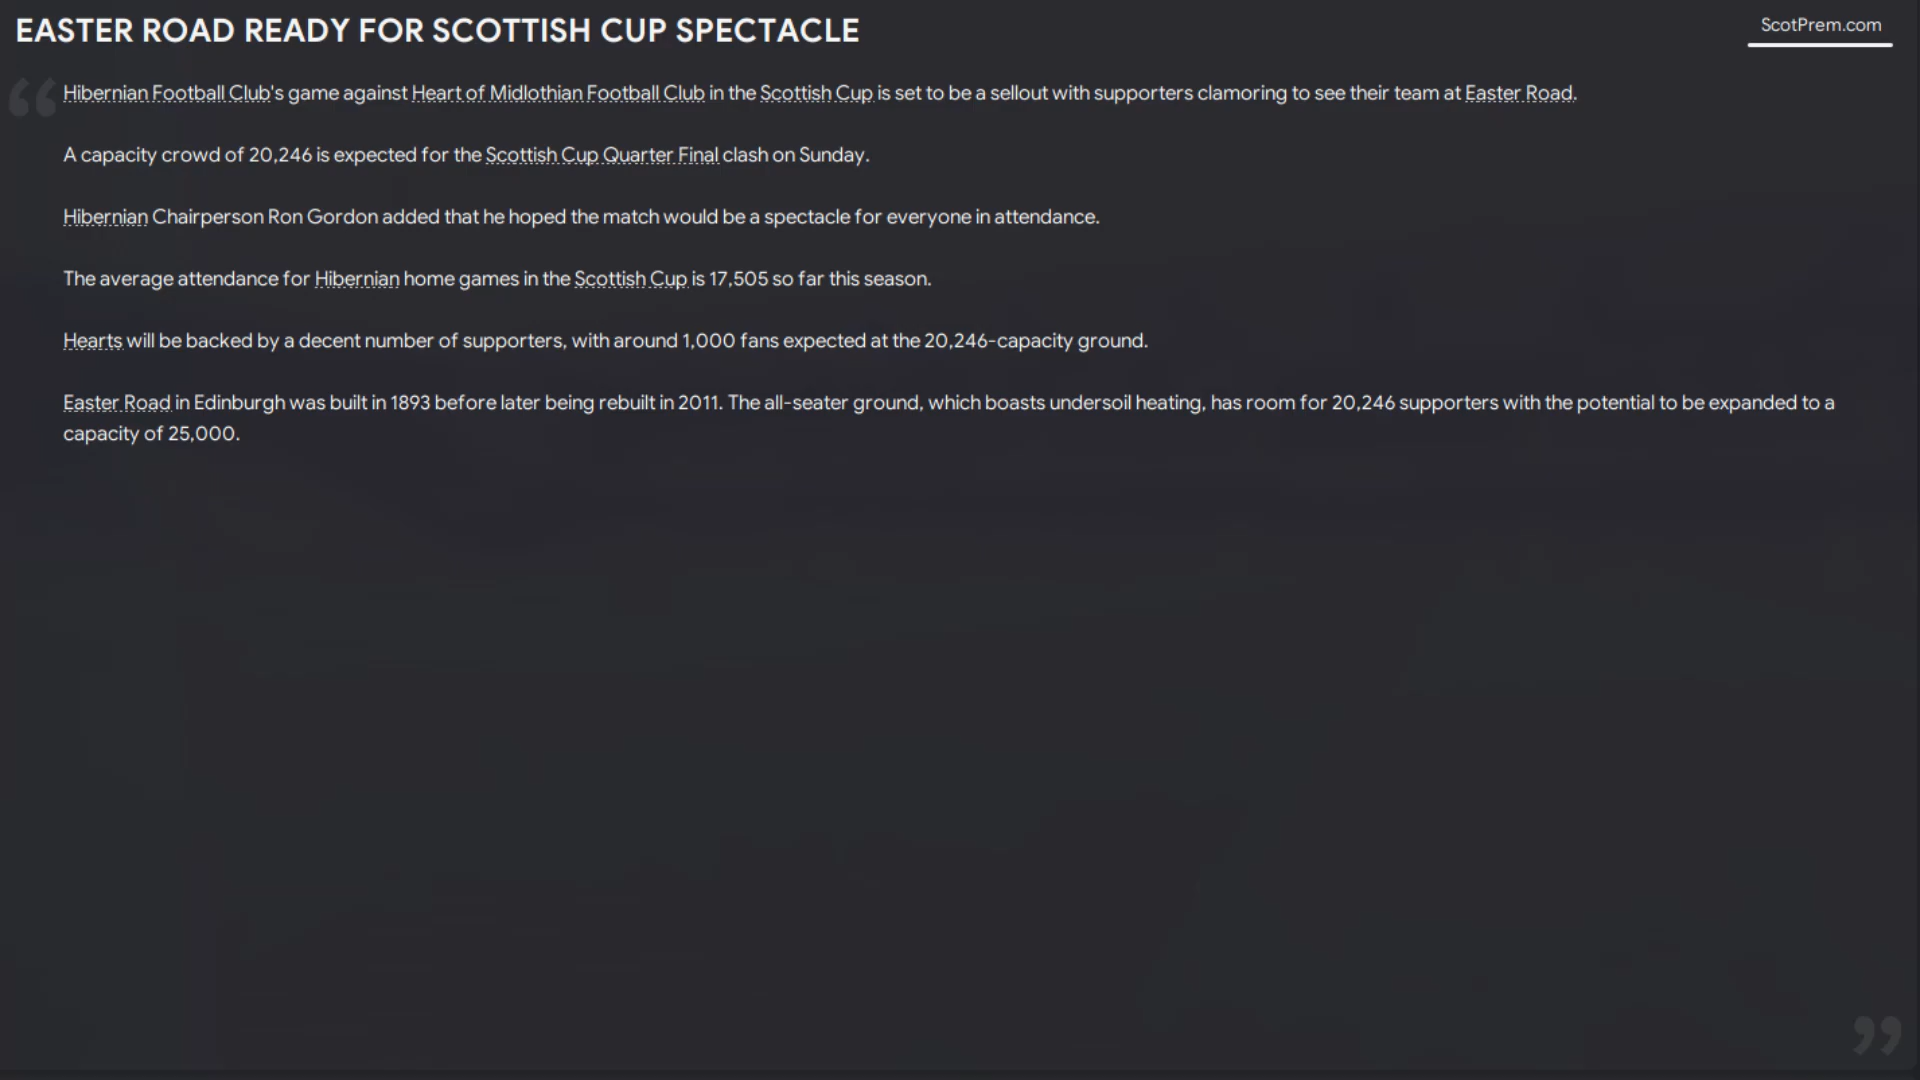 EASTER ROAD READY FOR SCOTTISH CUP SPECTACLE
ScotPrem.com
“ Hibernian Football Club's game against Heart of Midlothian Football Club in the Scottish Cup is set to be a sellout with supporters clamoring to see their team at Easter Road.
A capacity crowd of 20,246 is expected for the Scottish Cup Quarter Final clash on Sunday.
Hibernian Chairperson Ron Gordon added that he hoped the match would be a spectacle for everyone in attendance.
The average attendance for Hibernian home games in the Scottish Cup is 17,505 so far this season.
Hearts will be backed by a decent number of supporters, with around 1,000 fans expected at the 20,246-capacity ground.
Easter Road in Edinburgh was built in 1893 before later being rebuilt in 2011. The all-seater ground, which boasts undersoil heating, has room for 20,246 supporters with the potential to be expanded to a
capacity of 25,000.
”